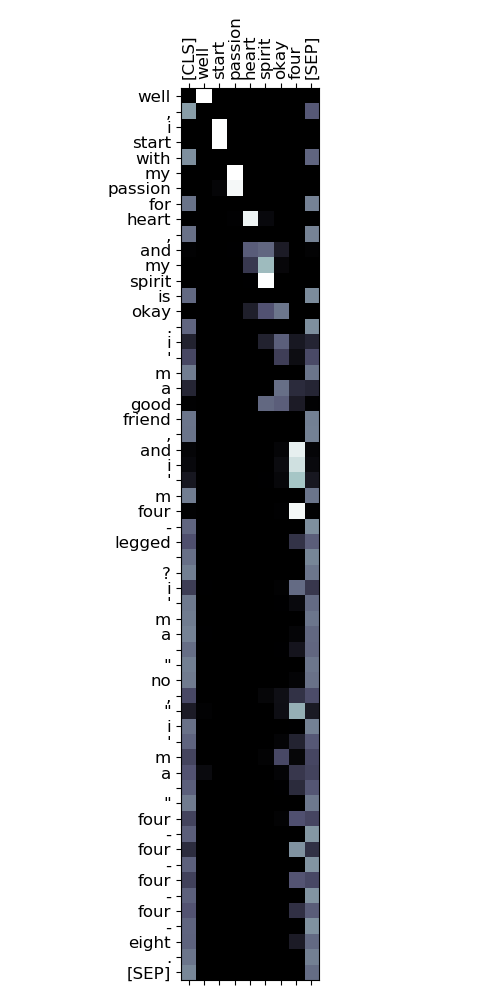 [CLS]
well
start
passion
heart
spirit
okay
four
[SEP]
well
,
i
start
with
my
passion
for
heart
,
and
my
spirit
is
okay
.
i
'
m
a
good
friend
,
and
i
'
m
four
-
legged
?
i
'
m
a
"
no
,
"
i
'
m
a
"
four
-
four
-
four
-
four
-
eight
.
[SEP]